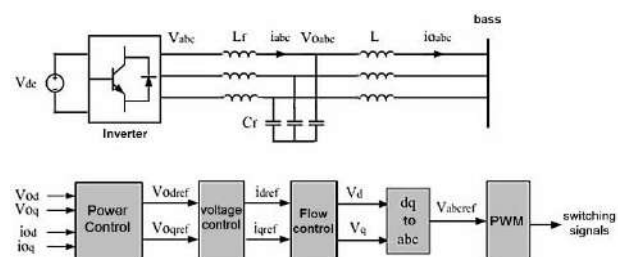 bass
Vabc
Lf
iabc
Voabc
L
ioabc
Vdc
Inverter
Cf
Vod
Voq
iod
ioq
Power
Control
Vodref
Voqref
voltage
control
idref
iqref
Flow
control
Vd
Vq
dq
to
abc
Vabcref
PWM
switching
signals